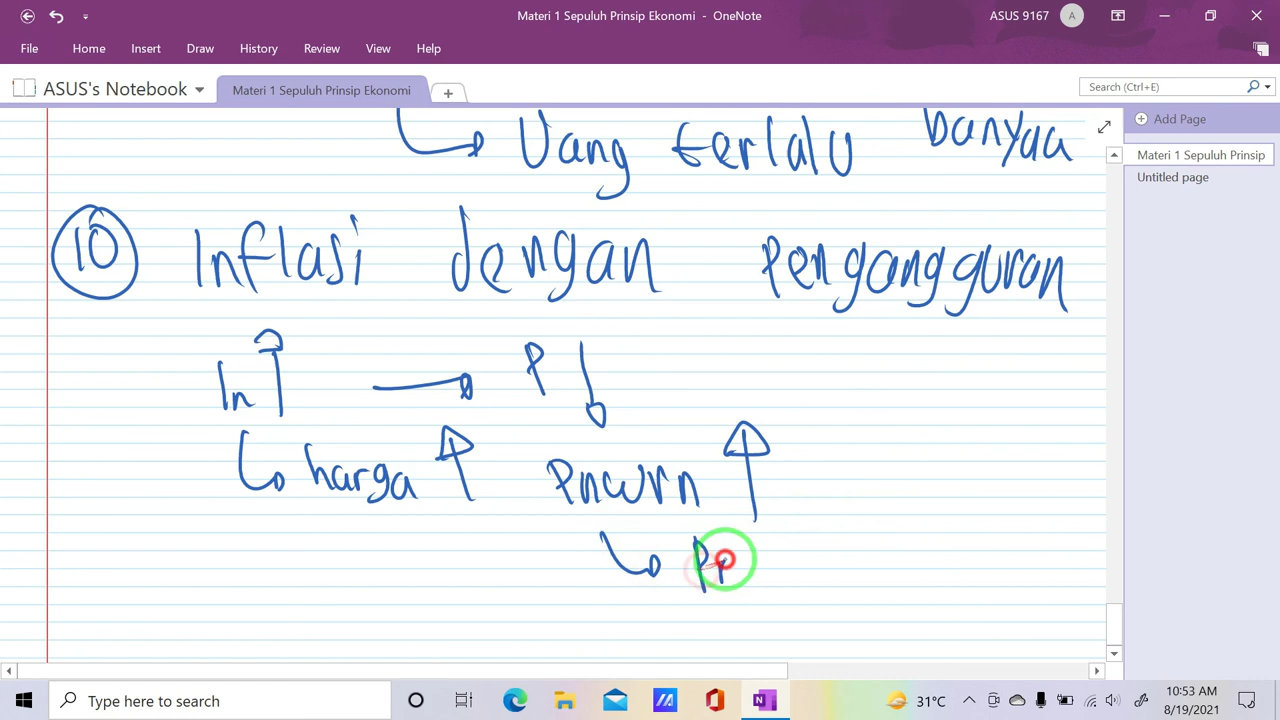 Materi 1 Sepuluh Prinsip Ekonomi - OneNote
ASUS 9167 A
File Home Insert Draw History Review View Help
ASUS's Notebook Materi 1 Sepuluh Prinsip Ekonomi
Search (Ctrl+E)
Add Page
Materi 1 Sepuluh Prinsip
Untitled page
Uang terlalu banyaa
10 Inflasi dengan Pengangguran
In P
harga Pnwrn
Type here to search
31°C
10:53 AM
8/19/2021